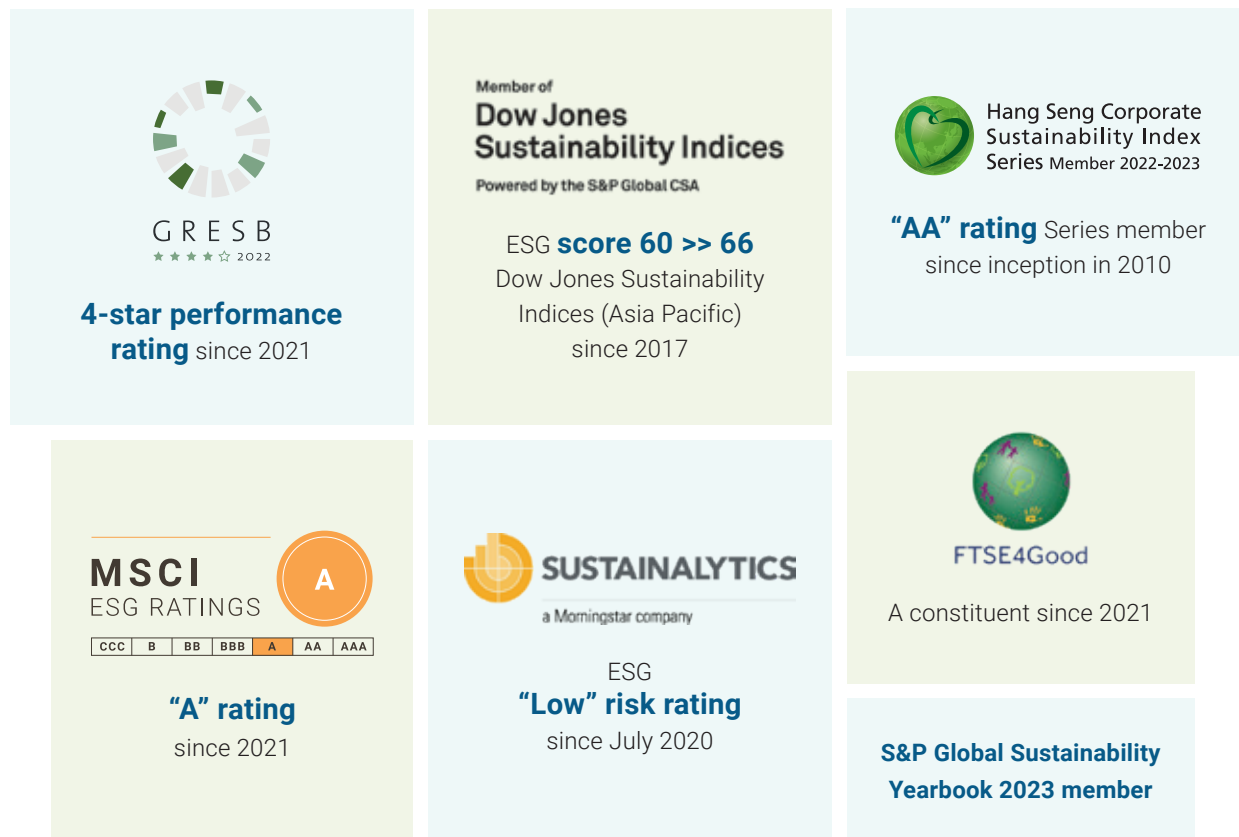 GRESB
★★★★☆ 2022
4-star performance
rating since 2021
Member of
Dow Jones
Sustainability Indices
Powered by the S&P Global CSA
ESG score 60 >> 66
Dow Jones Sustainability
Indices (Asia Pacific)
since 2017
Hang Seng Corporate
Sustainability Index
Series Member 2022-2023
“AA” rating Series member
since inception in 2010
MSCI
ESG RATINGS
A
CCC B BB BBB A AA AAA
“A” rating
since 2021
SUSTAINALYTICS
a Morningstar company
ESG
“Low” risk rating
since July 2020
FTSE4Good
A constituent since 2021
S&P Global Sustainability
Yearbook 2023 member